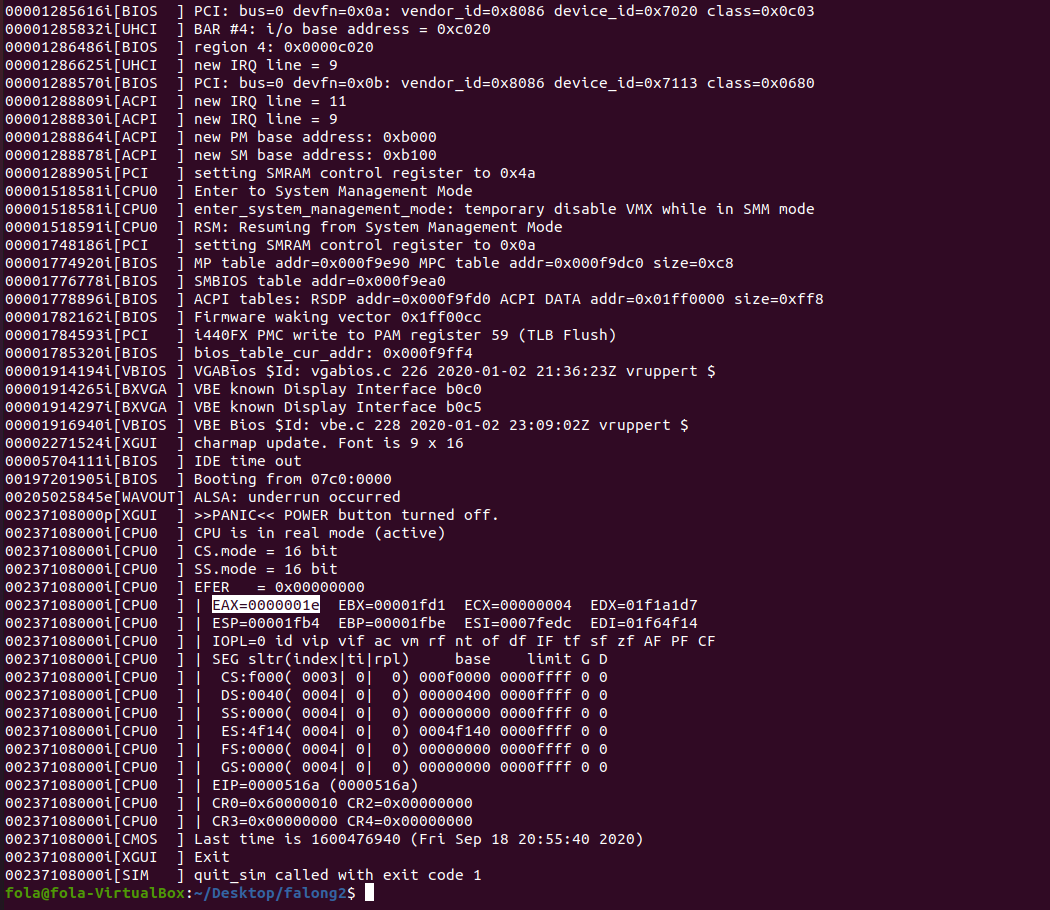 00001285616i[BIOS  ] PCI: bus=0 devfn=0x0a: vendor_id=0x8086 device_id=0x7020 class=0x0c03
00001285832i[UHCI  ] BAR #4: i/o base address = 0xc020
00001286486i[BIOS  ] region 4: 0x0000c020
00001286625i[UHCI  ] new IRQ line = 9
00001288570i[BIOS  ] PCI: bus=0 devfn=0x0b: vendor_id=0x8086 device_id=0x7113 class=0x0680
00001288809i[ACPI  ] new IRQ line = 11
00001288830i[ACPI  ] new IRQ line = 9
00001288864i[ACPI  ] new PM base address: 0xb000
00001288878i[ACPI  ] new SM base address: 0xb100
00001288905i[PCI   ] setting SMRAM control register to 0x4a
00001518581i[CPU0  ] Enter to System Management Mode
00001518581i[CPU0  ] enter_system_management_mode: temporary disable VMX while in SMM mode
00001518591i[CPU0  ] RSM: Resuming from System Management Mode
00001748186i[PCI   ] setting SMRAM control register to 0x0a
00001774920i[BIOS  ] MP table addr=0x000f9e90 MPC table addr=0x000f9dc0 size=0xc8
00001776778i[BIOS  ] SMBIOS table addr=0x000f9ea0
00001778896i[BIOS  ] ACPI tables: RSDP addr=0x000f9fd0 ACPI DATA addr=0x01ff0000 size=0xff8
00001782162i[BIOS  ] Firmware waking vector 0x1ff00cc
00001784593i[PCI   ] i440FX PMC write to PAM register 59 (TLB Flush)
00001785320i[BIOS  ] bios_table_cur_addr: 0x000f9ff4
00001914194i[VBIOS ] VGABios $Id: vgabios.c 226 2020-01-02 21:36:23Z vruppert $
00001914265i[BXVGA ] VBE known Display Interface b0c0
00001914297i[BXVGA ] VBE known Display Interface b0c5
00001916940i[VBIOS ] VBE Bios $Id: vbe.c 228 2020-01-02 23:09:02Z vruppert $
00002271524i[XGUI  ] charmap update. Font is 9 x 16
00005704111i[BIOS  ] IDE time out
00197201905i[BIOS  ] Booting from 07c0:0000
00205025845e[WAVOUT] ALSA: underrun occurred
00237108000p[XGUI  ] >>PANIC<< POWER button turned off.
00237108000i[CPU0  ] CPU is in real mode (active)
00237108000i[CPU0  ] CS.mode = 16 bit
00237108000i[CPU0  ] SS.mode = 16 bit
00237108000i[CPU0  ] EFER   = 0x00000000
00237108000i[CPU0  ] | EAX=0000001e  EBX=00001fd1  ECX=00000004  EDX=01f1a1d7
00237108000i[CPU0  ] | ESP=00001fb4  EBP=00001fbe  ESI=0007fedc  EDI=01f64f14
00237108000i[CPU0  ] | IOPL=0 id vip vif ac vm rf nt of df IF tf sf zf AF PF CF
00237108000i[CPU0  ] | SEG sltr(index|ti|rpl)     base    limit G D
00237108000i[CPU0  ] |  CS:f000( 0003| 0|  0) 000f0000 0000ffff 0 0
00237108000i[CPU0  ] |  DS:0040( 0004| 0|  0) 00000400 0000ffff 0 0
00237108000i[CPU0  ] |  SS:0000( 0004| 0|  0) 00000000 0000ffff 0 0
00237108000i[CPU0  ] |  ES:4f14( 0004| 0|  0) 0004f140 0000ffff 0 0
00237108000i[CPU0  ] |  FS:0000( 0004| 0|  0) 00000000 0000ffff 0 0
00237108000i[CPU0  ] |  GS:0000( 0004| 0|  0) 00000000 0000ffff 0 0
00237108000i[CPU0  ] | EIP=0000516a (0000516a)
00237108000i[CPU0  ] | CR0=0x60000010 CR2=0x00000000
00237108000i[CPU0  ] | CR3=0x00000000 CR4=0x00000000
00237108000i[CMOS  ] Last time is 1600476940 (Fri Sep 18 20:55:40 2020)
00237108000i[XGUI  ] Exit
00237108000i[SIM   ] quit_sim called with exit code 1
fola@fola-VirtualBox:~/Desktop/falong2$